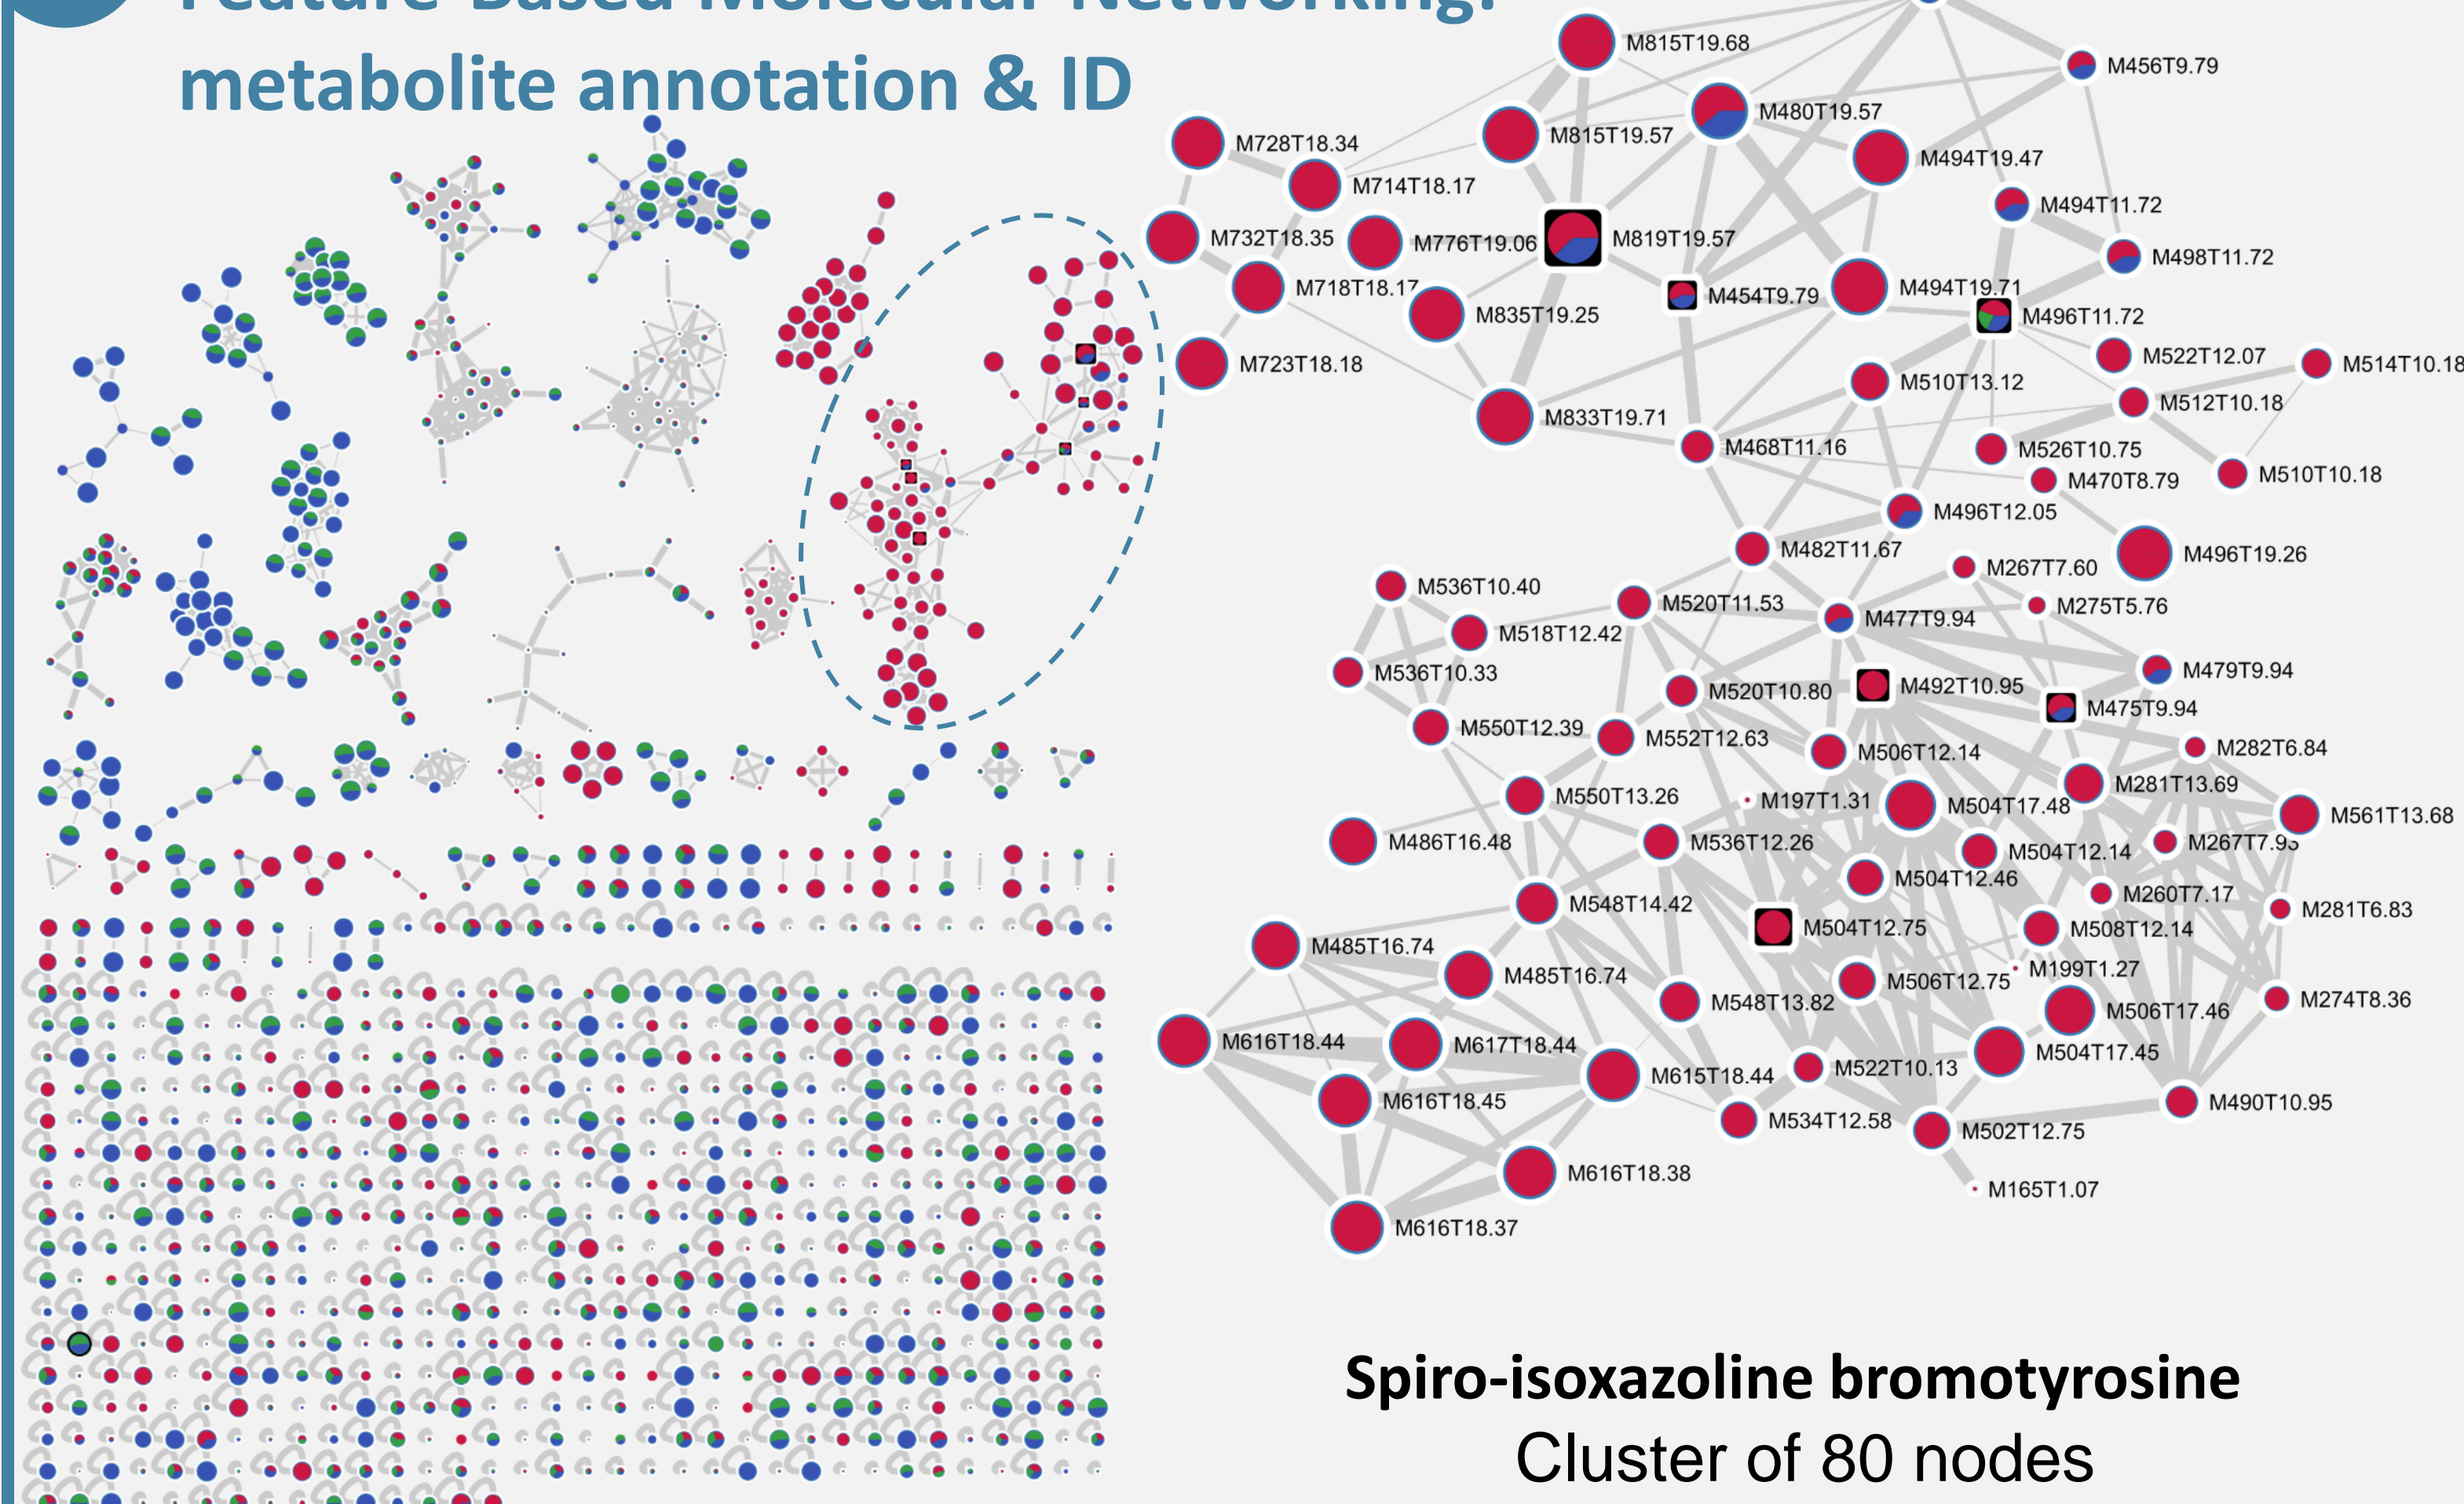 Feature-Based Molecular Networking:
metabolite annotation & ID
M815T19.68
M456T9.79
M480T19.57
M815T19.57
M728T18.34
M494T19.47
M714T18.17
M494T11.72
M732T18.35
M776T19.06
M819T19.57
M498T11.72
M718T18.17
M454T9.79
M494T19.71
M835T19.25
M496T11.72
M522T12.07
M723T18.18
M514T10.18
M510T13.12
M512T10.18
M833T19.71
M468T11.16
M526T10.75
M470T8.79
M510T10.18
M496T12.05
M482T11.67
M496T19.26
M267T7.60
M536T10.40
M520T11.53
M275T5.76
M477T9.94
M518T12.42
M536T10.33
M479T9.94
M520T10.80
M492T10.95
M475T9.94
M550T12.39
M552T12.63
M506T12.14
M282T6.84
M281T13.69
M550T13.26
M197T1.31
M504T17.48
M561T13.68
M486T16.48
M536T12.26
M504T12.14
M267T7.93
M504T12.46
M260T7.17
M548T14.42
M281T6.83
M504T12.75
M508T12.14
M485T16.74
M485T16.74
M199T1.27
M506T12.75
M548T13.82
M274T8.36
M506T17.46
M616T18.44
M617T18.44
M504T17.45
M615T18.44
M522T10.13
M616T18.45
M490T10.95
M534T12.58
M502T12.75
M616T18.38
M165T1.07
M616T18.37
Spiro-isoxazoline bromotyrosine
Cluster of 80 nodes